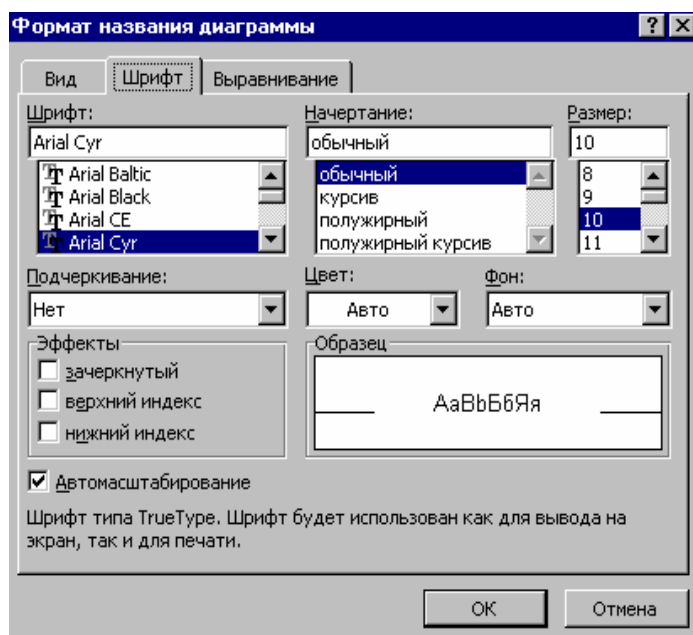 Формат названия диаграммы
Вид Шрифт Выравнивание
Шрифт: Начертание: Размер:
Arial Cyr обычный 10
Arial Baltic обычный 8
Arial Black курсив 9
Arial CE полужирный 10
Arial Cyr полужирный курсив 11
Подчеркивание: Цвет: Фон:
Нет Авто Авто
Эффекты Образец
зачеркнутый
верхний индекс АаBbБбЯя
нижний индекс
Автомасштабирование
Шрифт типа TrueType. Шрифт будет использован как для вывода на
экран, так и для печати.
ОК Отмена